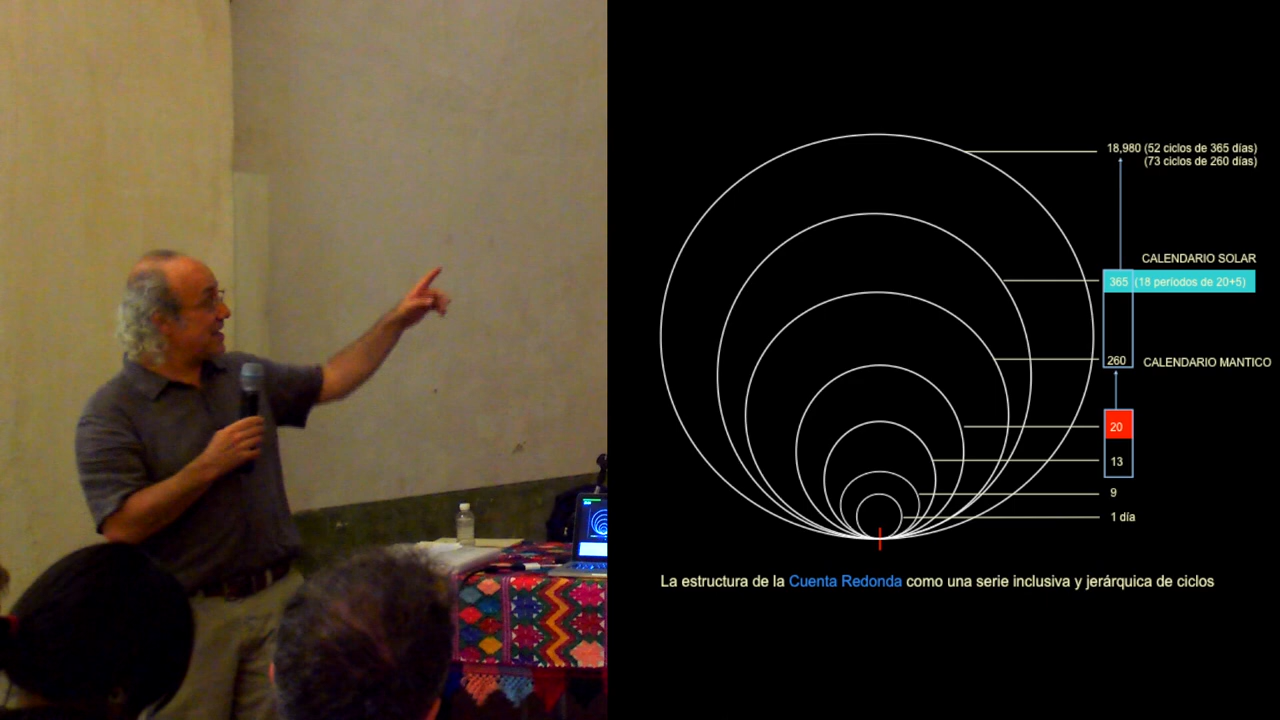 18,980 (52 ciclos de 365 días)
(73 ciclos de 260 días)
CALENDARIO SOLAR
365 (18 periodos de 20+5)
260 CALENDARIO MANTICO
20
13
9
1 día
La estructura de la Cuenta Redonda como una serie inclusiva y jerárquica de ciclos